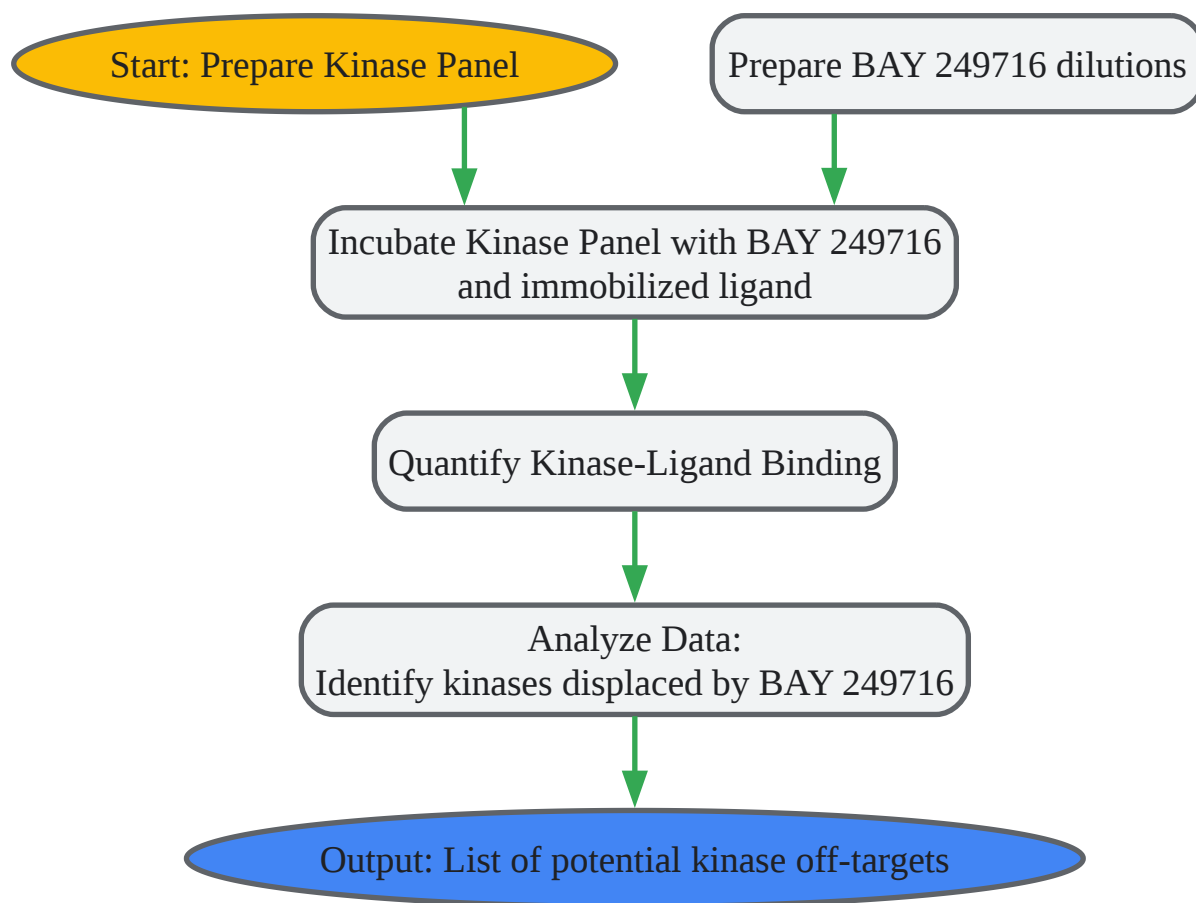 Start: Prepare Kinase Panel
Prepare BAY 249716 dilutions
Incubate Kinase Panel with BAY 249716
and immobilized ligand
Quantify Kinase-Ligand Binding
Analyze Data:
Identify kinases displaced by BAY 249716
Output: List of potential kinase off-targets